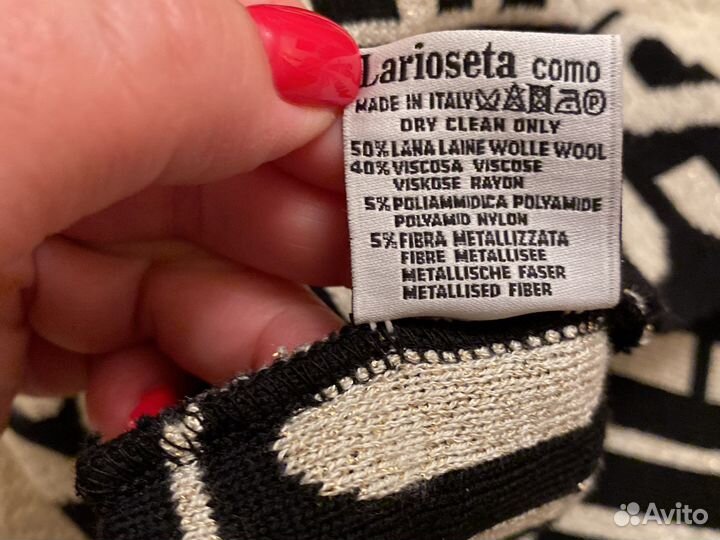 Larioseta como
MADE IN ITALY
DRY CLEAN ONLY
50% LANA LAINE WOLLE WOOL
40% VISCOSA VISCOSE
VISKOSE RAYON
5% POLIAMMIDICA POLYAMIDE
POLYAMID NYLON
5% FIBRA METALLIZZATA
FIBRE METALLISEE
METALLISCHE FASER
METALLISED FIBER
Avito